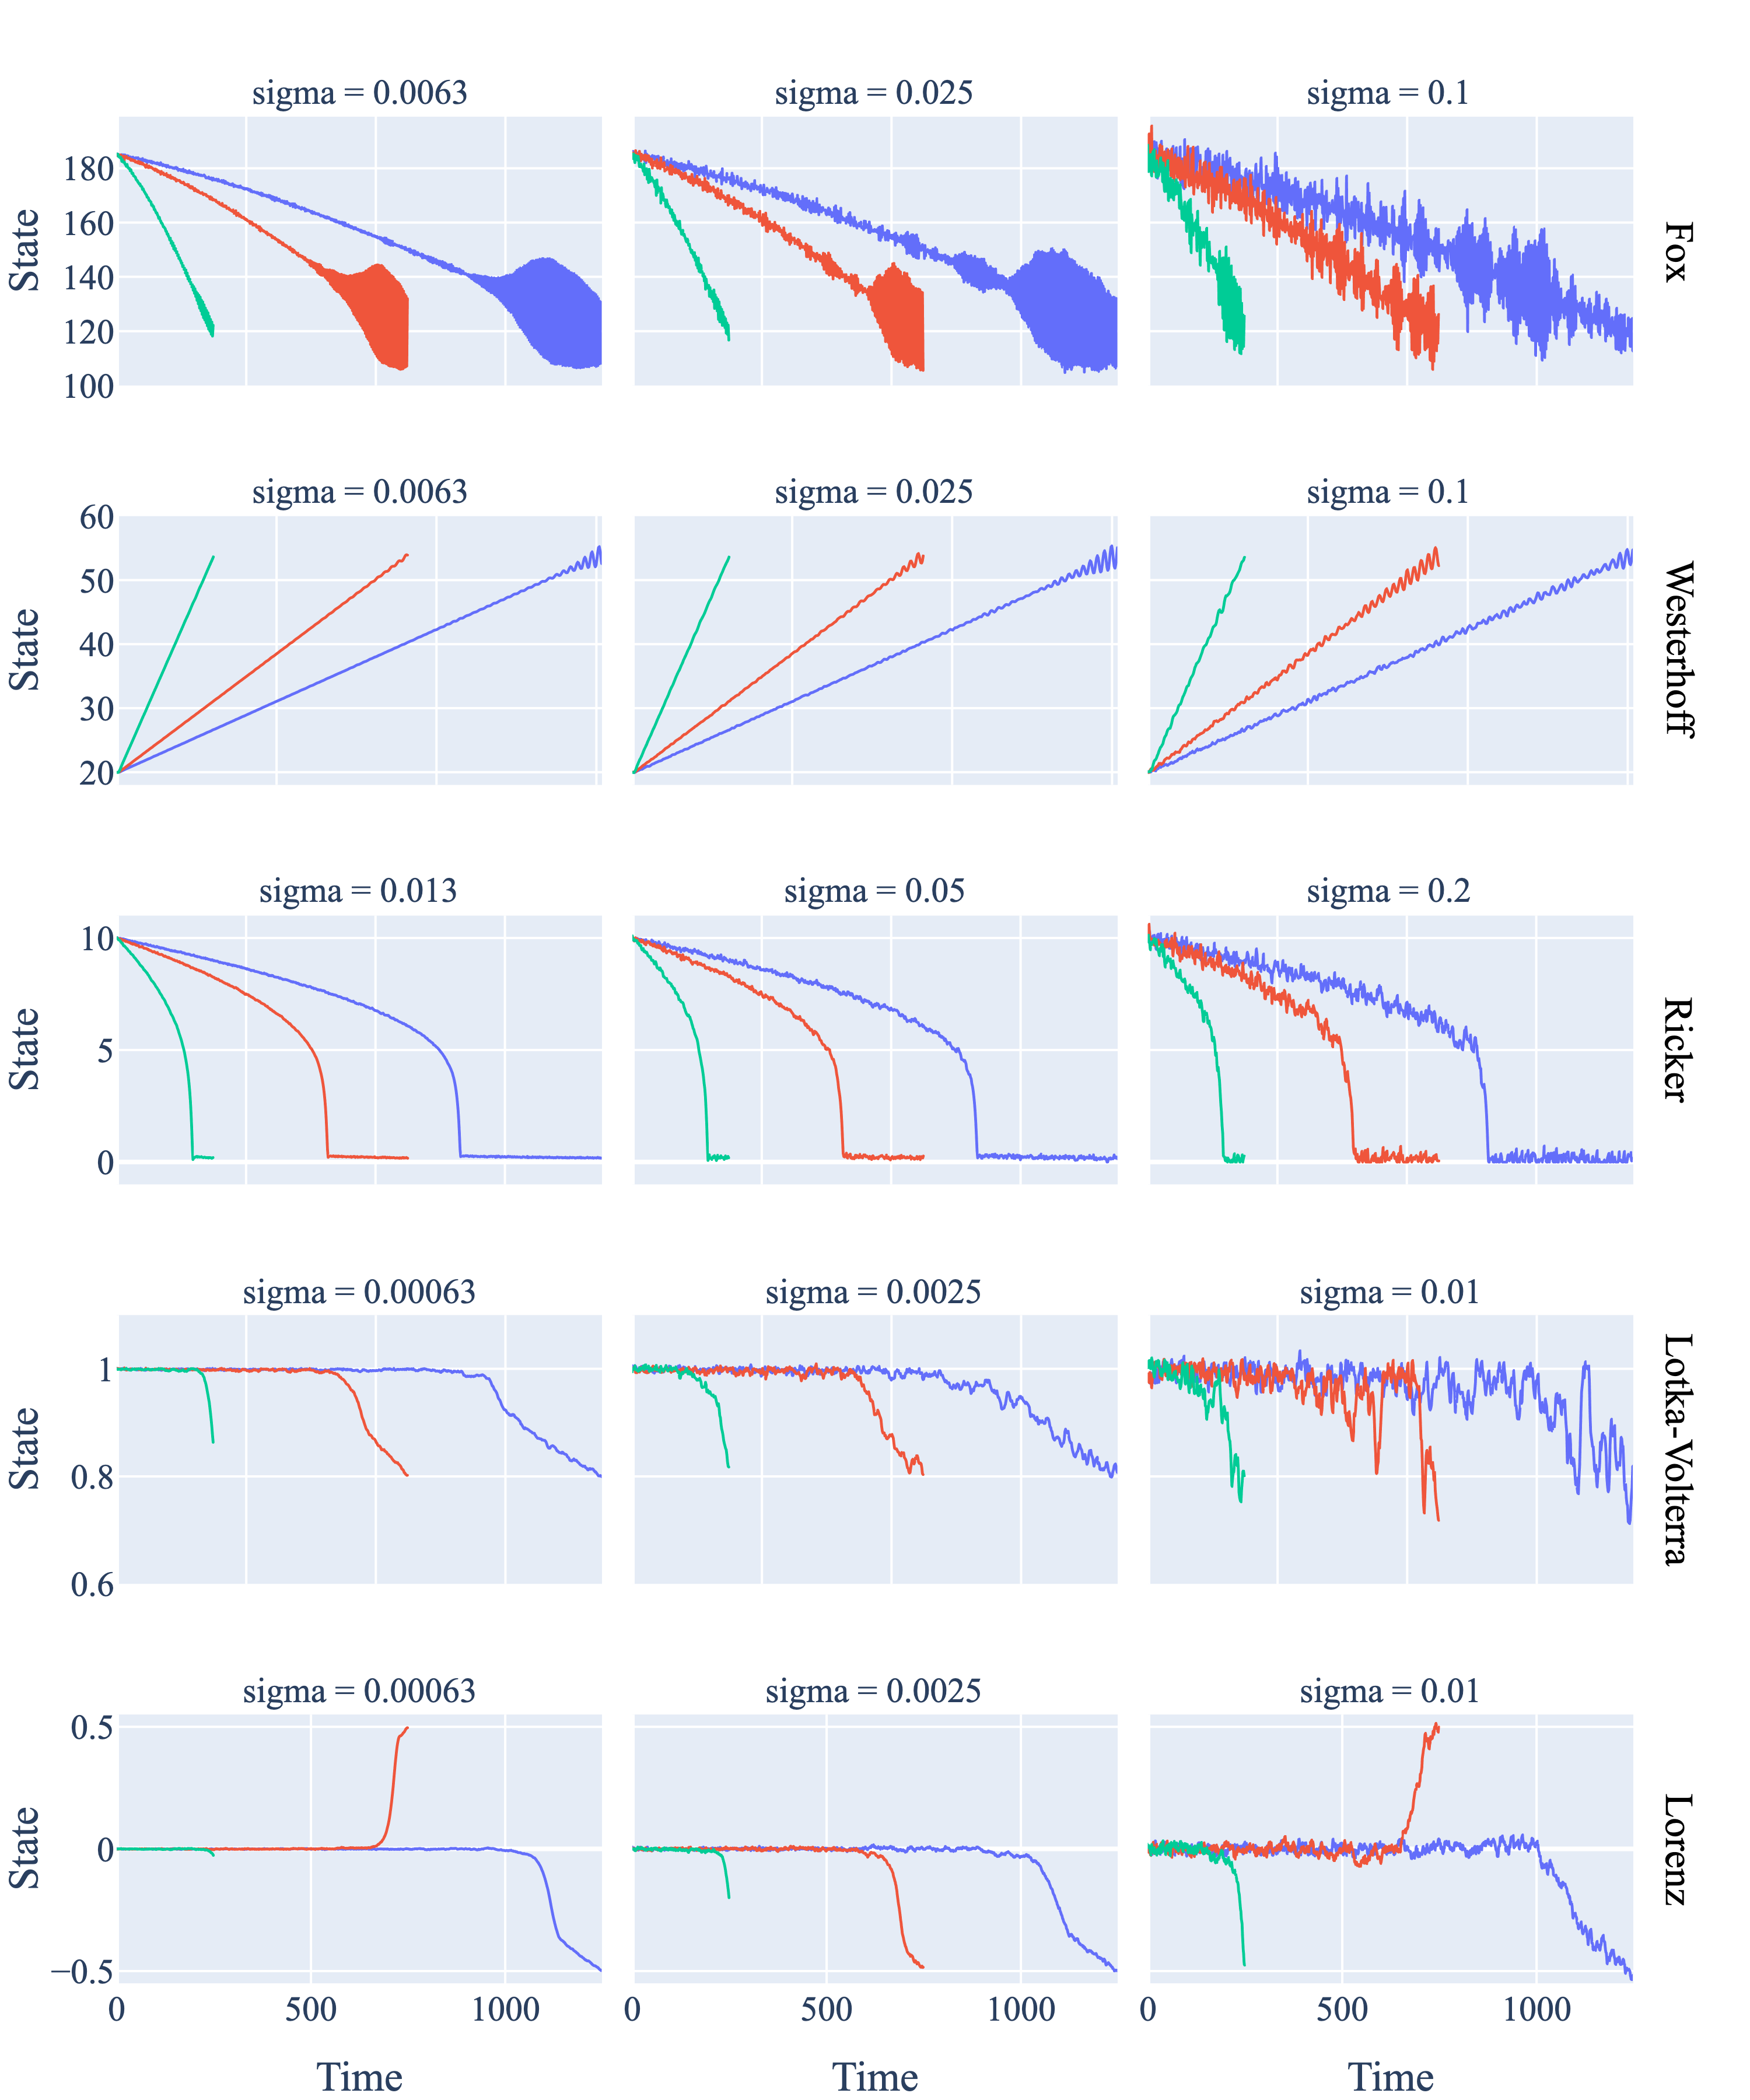 sigma = 0.0063 sigma = 0.025 sigma = 0.1
State
180
160
140
120
100
Fox
sigma = 0.0063 sigma = 0.025 sigma = 0.1
State
60
50
40
30
20
Westerhoff
sigma = 0.013 sigma = 0.05 sigma = 0.2
State
10
5
0
Ricker
sigma = 0.00063 sigma = 0.0025 sigma = 0.01
State
1
0.8
0.6
Lotka-Volterra
sigma = 0.00063 sigma = 0.0025 sigma = 0.01
State
0.5
0
−0.5
Lorenz
0 500 1000 0 500 1000 0 500 1000
Time Time Time